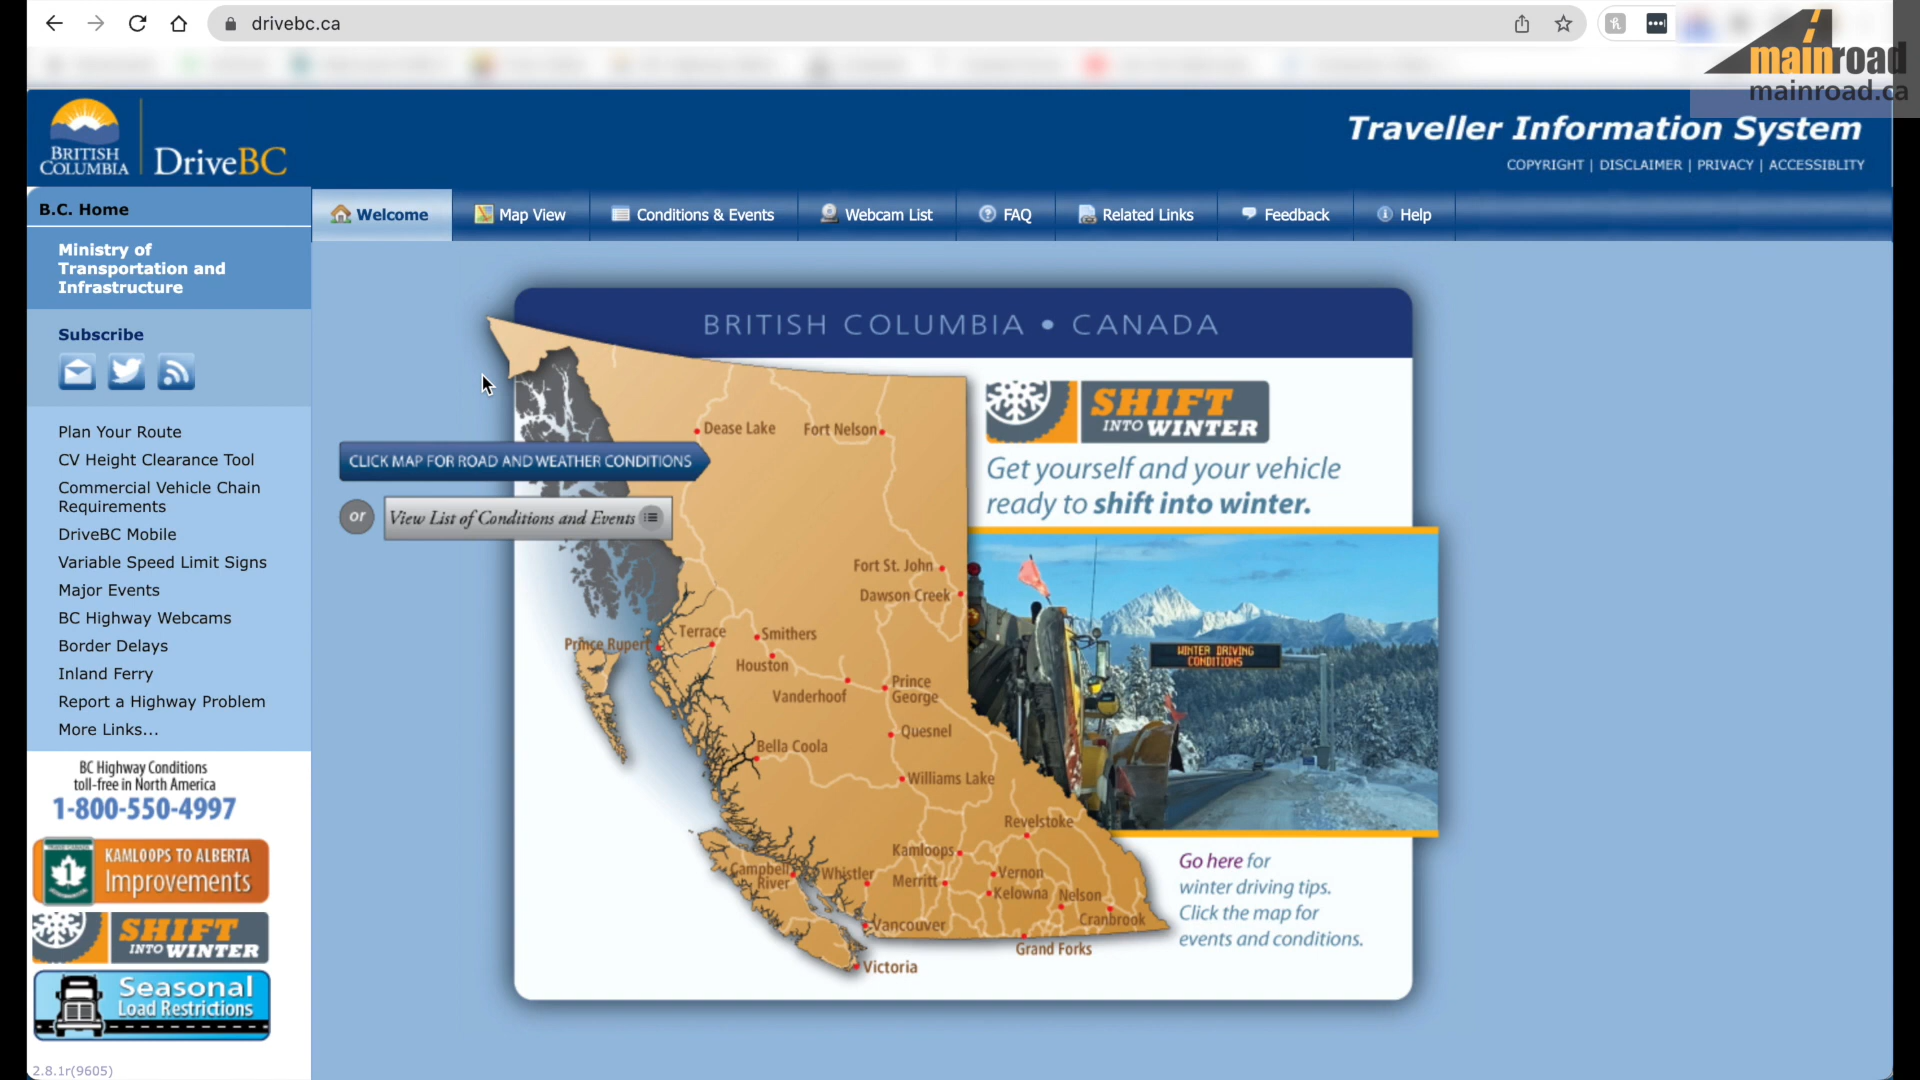 drivebc.ca
mainroad
mainroad.ca
BRITISH
COLUMBIA
DriveBC
Traveller Information System
COPYRIGHT | DISCLAIMER | PRIVACY | ACCESSIBLITY
B.C. Home
Welcome
Map View
Conditions & Events
Webcam List
FAQ
Related Links
Feedback
Help
Ministry of
Transportation and
Infrastructure
Subscribe
Plan Your Route
CV Height Clearance Tool
Commercial Vehicle Chain
Requirements
DriveBC Mobile
Variable Speed Limit Signs
Major Events
BC Highway Webcams
Border Delays
Inland Ferry
Report a Highway Problem
More Links...
BC Highway Conditions
toll-free in North America
1-800-550-4997
1
KAMLOOPS TO ALBERTA
Improvements
SHIFT
INTO WINTER
Seasonal
Load Restrictions
2.8.1r(9605)
BRITISH COLUMBIA • CANADA
CLICK MAP FOR ROAD AND WEATHER CONDITIONS
or
View List of Conditions and Events
Dease Lake
Fort Nelson
Fort St. John
Dawson Creek
Terrace
Smithers
Prince Rupert
Houston
Vanderhoof
Prince
George
Quesnel
Bella Coola
Williams Lake
Revelstoke
Kamloops
Campbell
River
Whistler
Merritt
Vernon
Kelowna
Nelson
Cranbrook
Vancouver
Grand Forks
Victoria
SHIFT
INTO WINTER
Get yourself and your vehicle
ready to shift into winter.
WINTER DRIVING
CONDITIONS
Go here for
winter driving tips.
Click the map for
events and conditions.